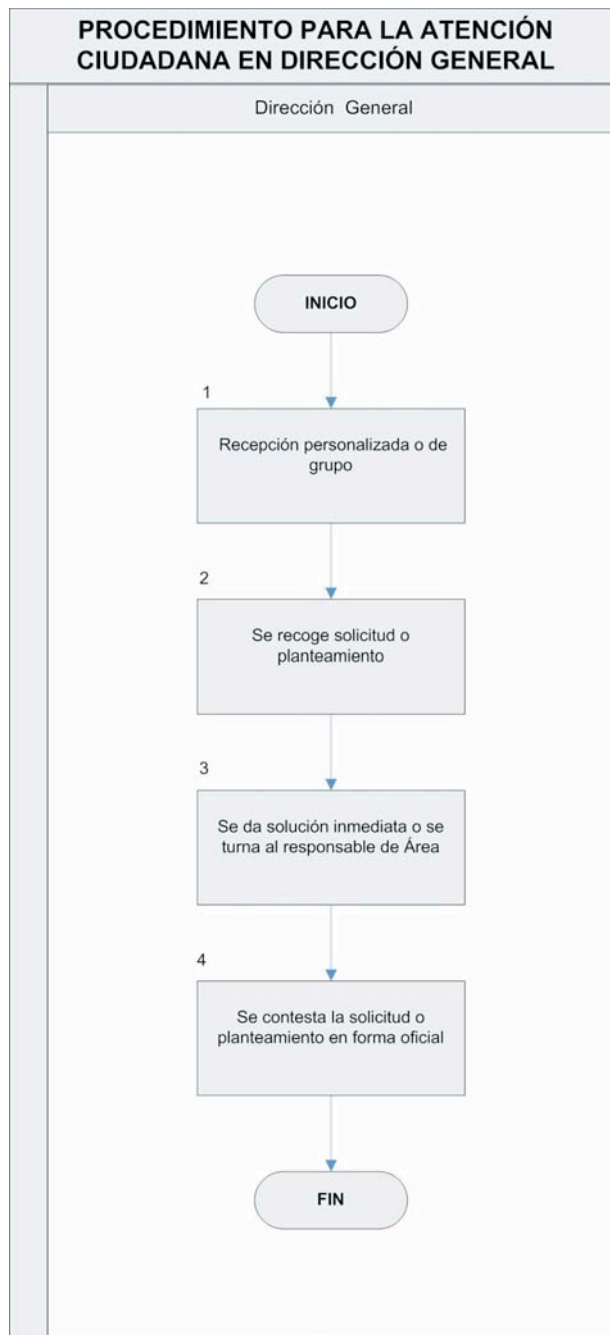 PROCEDIMIENTO PARA LA ATENCIÓN
CIUDADANA EN DIRECCIÓN GENERAL
Dirección General
INICIO
1
Recepción personalizada o de
grupo
2
Se recoge solicitud o
planteamiento
3
Se da solución inmediata o se
turna al responsable de Área
4
Se contesta la solicitud o
planteamiento en forma oficial
FIN